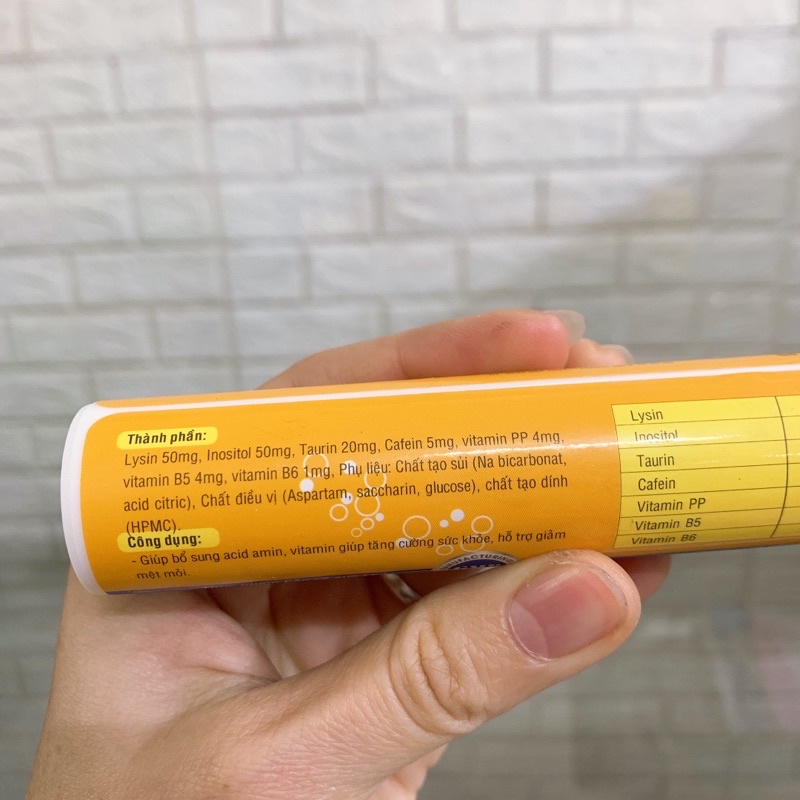 Thành phần:
Lysin 50mg, Inositol 50mg, Taurin 20mg, Cafein 5mg, vitamin PP 4mg,
vitamin B5 4mg, vitamin B6 1mg, Phụ liệu: Chất tạo sủi (Na bicarbonat,
acid citric), Chất điều vị (Aspartam, saccharin, glucose), chất tạo dính
(HPMC).
Công dụng:
- Giúp bổ sung acid amin, vitamin giúp tăng cường sức khỏe, hỗ trợ giảm
mệt mỏi.
Lysin
Inositol
Taurin
Cafein
Vitamin PP
Vitamin B5
Vitamin B6